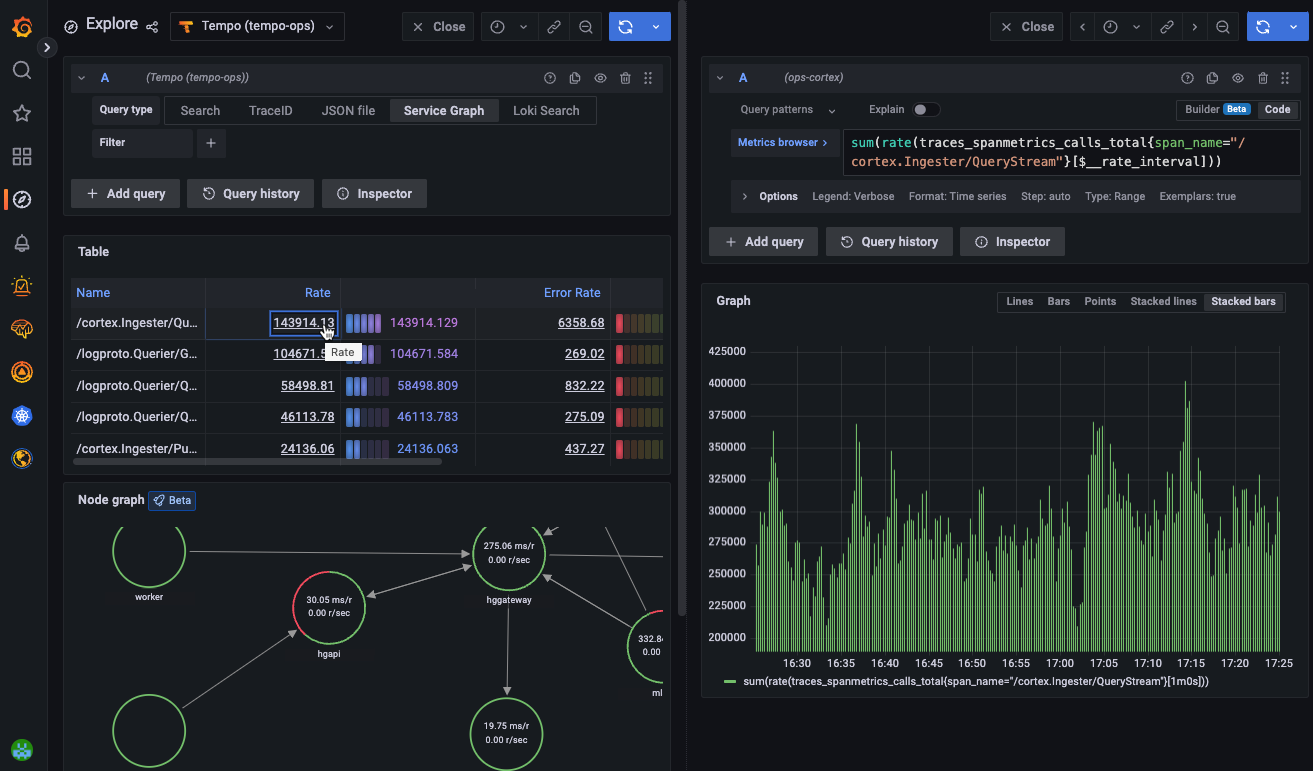 Explore
Tempo (tempo-ops)
Close
A (Tempo (tempo-ops))
Query type Search TraceID JSON file Service Graph Loki Search
Filter
Add query Query history Inspector
Table
Name Rate Error Rate
/cortex.Ingester/Qu... 143914.13 143914.129 6358.68
/logproto.Querier/G... 104671.584 269.02
Rate
/logproto.Querier/Q... 58498.81 58498.809 832.22
/logproto.Querier/Q... 46113.78 46113.783 275.09
/cortex.Ingester/Pu... 24136.06 24136.063 437.27
Node graph Beta
worker
275.06 ms/r
0.00 r/sec
hggateway
30.05 ms/r
0.00 r/sec
hgapi
332.8
0.00
ml
19.75 ms/r
0.00 r/sec
Close
A (ops-cortex)
Query patterns Explain Builder Beta Code
Metrics browser > sum(rate(traces_spanmetrics_calls_total{span_name="/
cortex.Ingester/QueryStream"}[$__rate_interval]))
Options Legend: Verbose Format: Time series Step: auto Type: Range Exemplars: true
Add query Query history Inspector
Graph Lines Bars Points Stacked lines Stacked bars
425000
400000
375000
350000
325000
300000
275000
250000
225000
200000
16:30 16:35 16:40 16:45 16:50 16:55 17:00 17:05 17:10 17:15 17:20 17:25
sum(rate(traces_spanmetrics_calls_total{span_name="/cortex.Ingester/QueryStream"}[1m0s]))